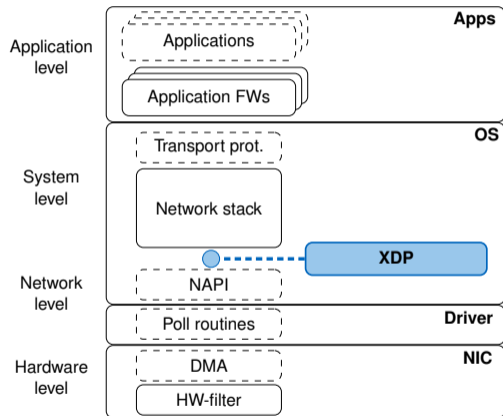 Apps
Application
level
Applications
Application FWs
OS
Transport prot.
System
level
Network stack
XDP
Network
level
NAPI
Driver
Poll routines
NIC
Hardware
level
DMA
HW-filter